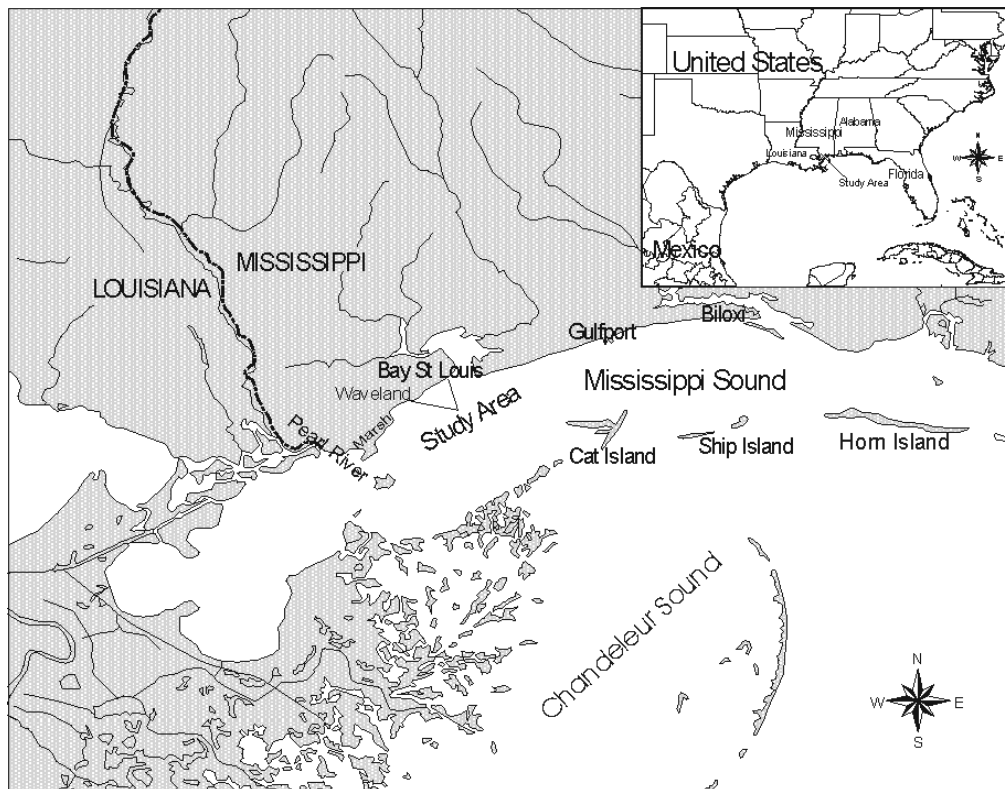 United States
Alabama
Mississippi
Louisiana
Florida
Study Area
Mexico
N
W E
S
MISSISSIPPI
LOUISIANA
Biloxi
Gulfport
Bay St Louis
Waveland
Mississippi Sound
Study Area
Marsh
Pearl River
Cat Island
Ship Island
Horn Island
Chandeleur Sound
N
W E
S